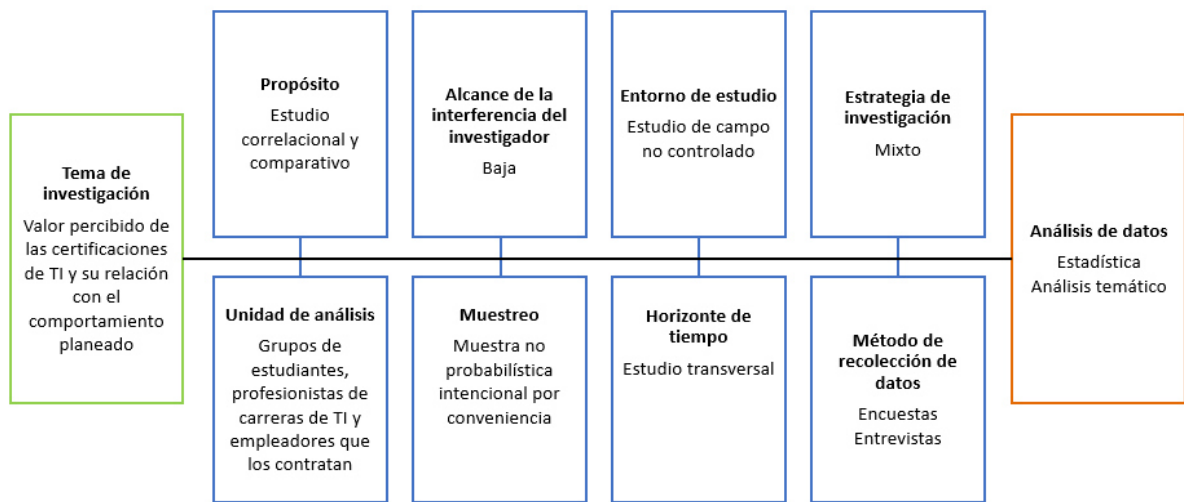 Tema de
investigación
Valor percibido de
las certificaciones
de TI y su relación
con el
comportamiento
planeado
Propósito
Estudio
correlacional y
comparativo
Alcance de la
interferencia del
investigador
Baja
Entorno de estudio
Estudio de campo
no controlado
Estrategia de
investigación
Mixto
Unidad de análisis
Grupos de
estudiantes,
profesionistas de
carreras de TI y
empleadores que
los contratan
Muestreo
Muestra no
probabilística
intencional por
conveniencia
Horizonte de
tiempo
Estudio transversal
Método de
recolección de
datos
Encuestas
Entrevistas
Análisis de datos
Estadística
Análisis temático